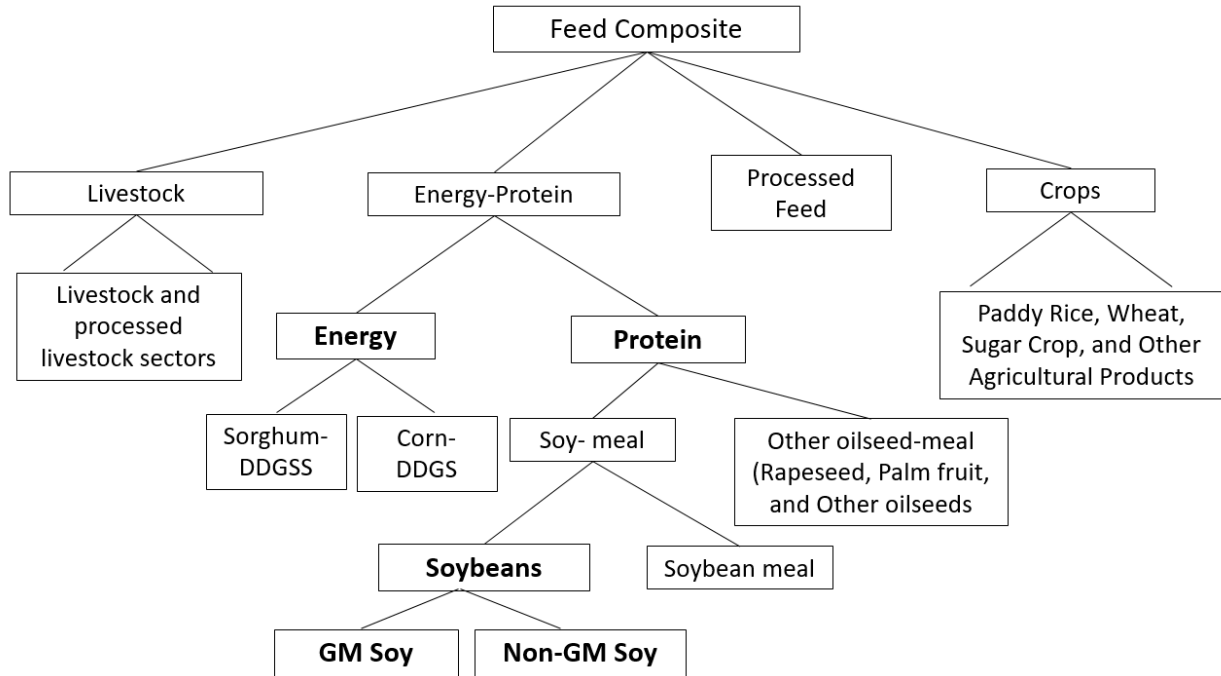 Feed Composite
Livestock
Energy-Protein
Processed
Feed
Crops
Livestock and
processed
livestock sectors
Energy
Protein
Paddy Rice, Wheat,
Sugar Crop, and Other
Agricultural Products
Sorghum-
DDGSS
Corn-
DDGS
Soy- meal
Other oilseed-meal
(Rapeseed, Palm fruit,
and Other oilseeds
Soybeans
Soybean meal
GM Soy
Non-GM Soy